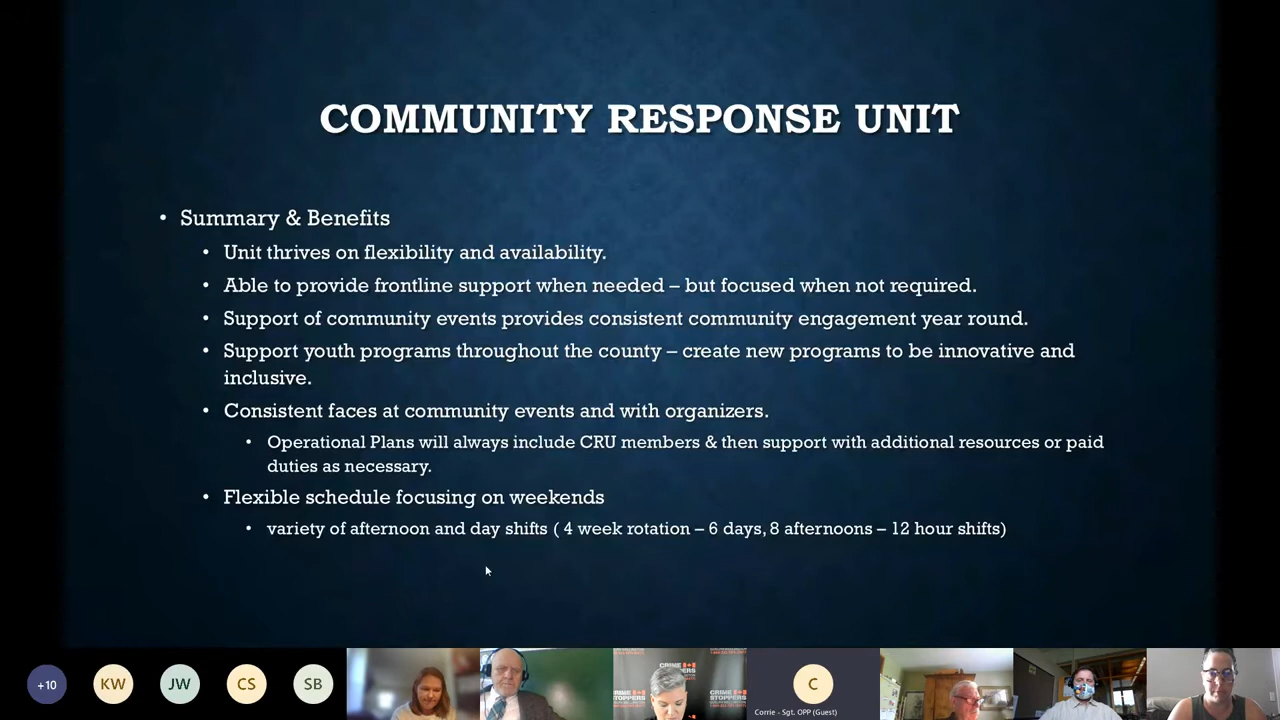 COMMUNITY RESPONSE UNIT
• Summary & Benefits
• Unit thrives on flexibility and availability.
• Able to provide frontline support when needed – but focused when not required.
• Support of community events provides consistent community engagement year round.
• Support youth programs throughout the county – create new programs to be innovative and
inclusive.
• Consistent faces at community events and with organizers.
• Operational Plans will always include CRU members & then support with additional resources or paid
duties as necessary.
• Flexible schedule focusing on weekends
• variety of afternoon and day shifts ( 4 week rotation – 6 days, 8 afternoons – 12 hour shifts)
+10
KW
JW
CS
SB
CRIME
STOPPERS
C
Corrie - Sgt. OPP (Guest)